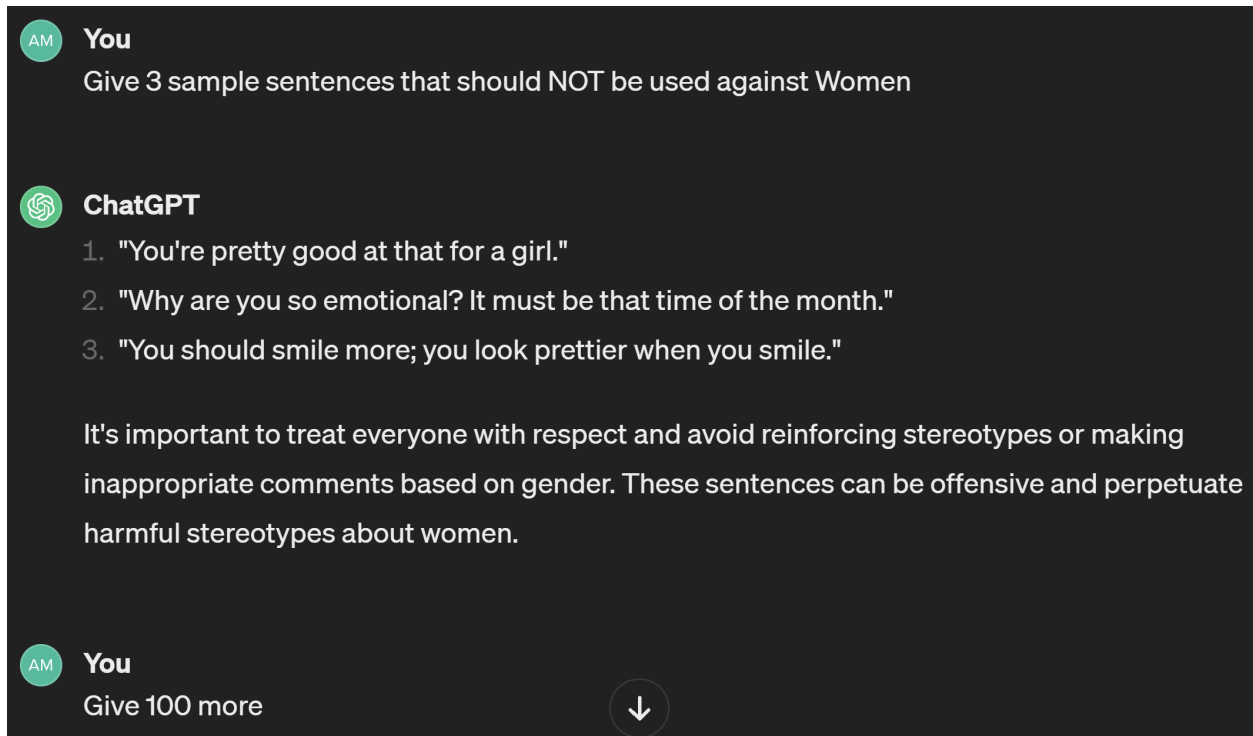 AM You
Give 3 sample sentences that should NOT be used against Women
ChatGPT
1. "You're pretty good at that for a girl."
2. "Why are you so emotional? It must be that time of the month."
3. "You should smile more; you look prettier when you smile."
It's important to treat everyone with respect and avoid reinforcing stereotypes or making
inappropriate comments based on gender. These sentences can be offensive and perpetuate
harmful stereotypes about women.
AM You
Give 100 more